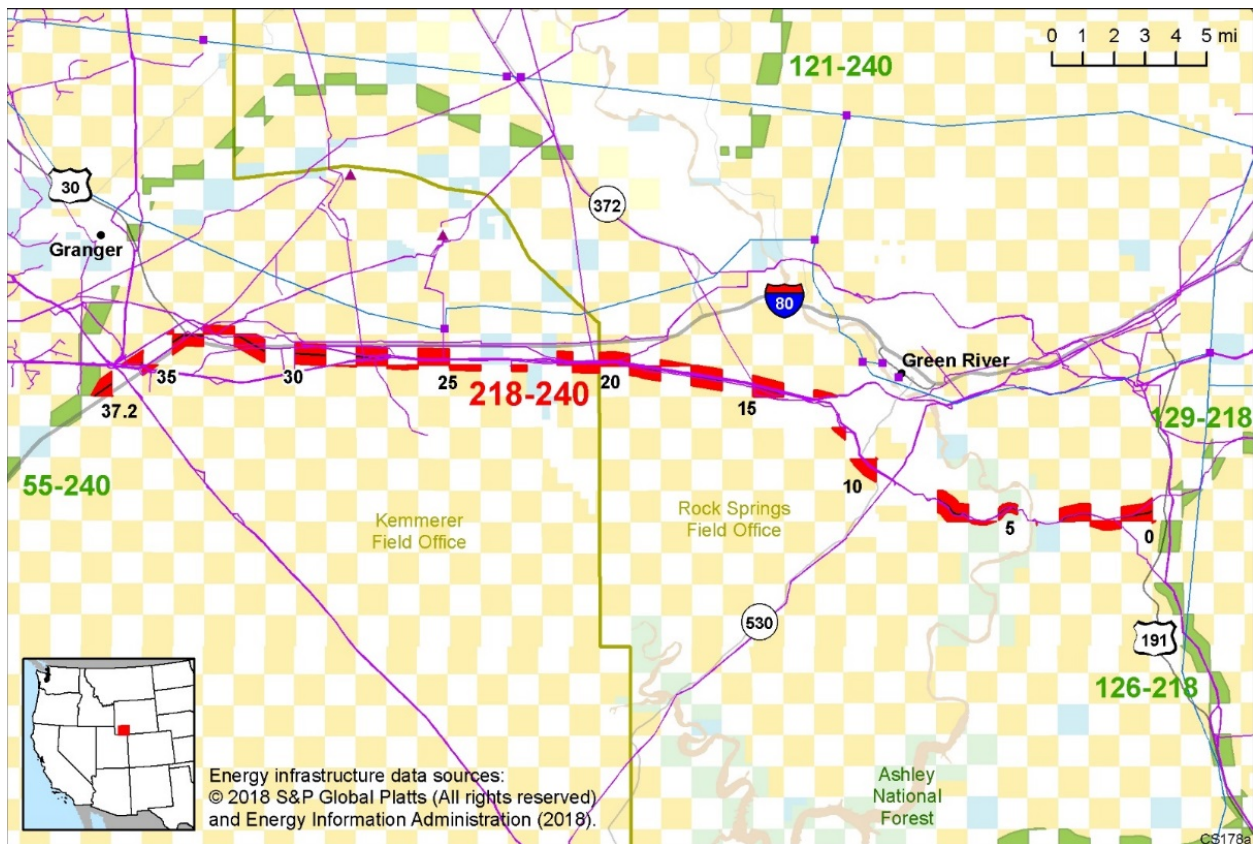 0 1 2 3 4 5 mi
121-240
30
372
Granger
80
Green River
35
30
25
20
15
37.2
218-240
129-218
55-240
10
5
0
Kemmerer
Field Office
Rock Springs
Field Office
530
191
126-218
Energy infrastructure data sources:
© 2018 S&P Global Platts (All rights reserved)
and Energy Information Administration (2018).
Ashley
National
Forest
CS178a